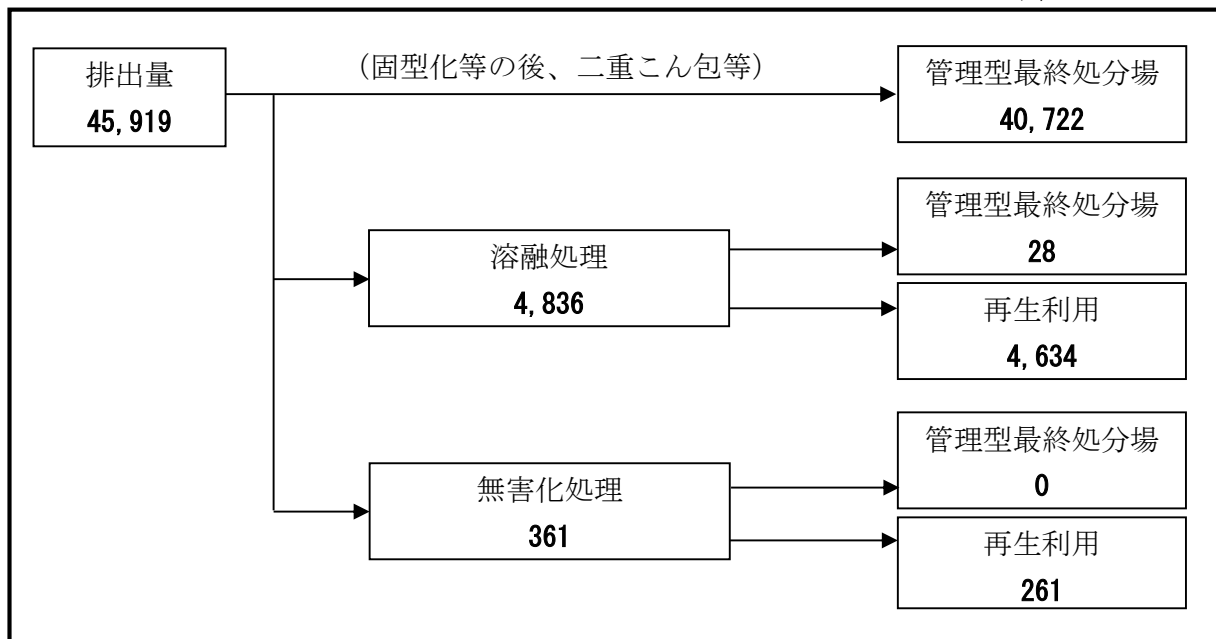 排出量
45,919
（固型化等の後、二重こん包等）
管理型最終処分場
40,722
溶融処理
4,836
管理型最終処分場
28
再生利用
4,634
無害化処理
361
管理型最終処分場
0
再生利用
261